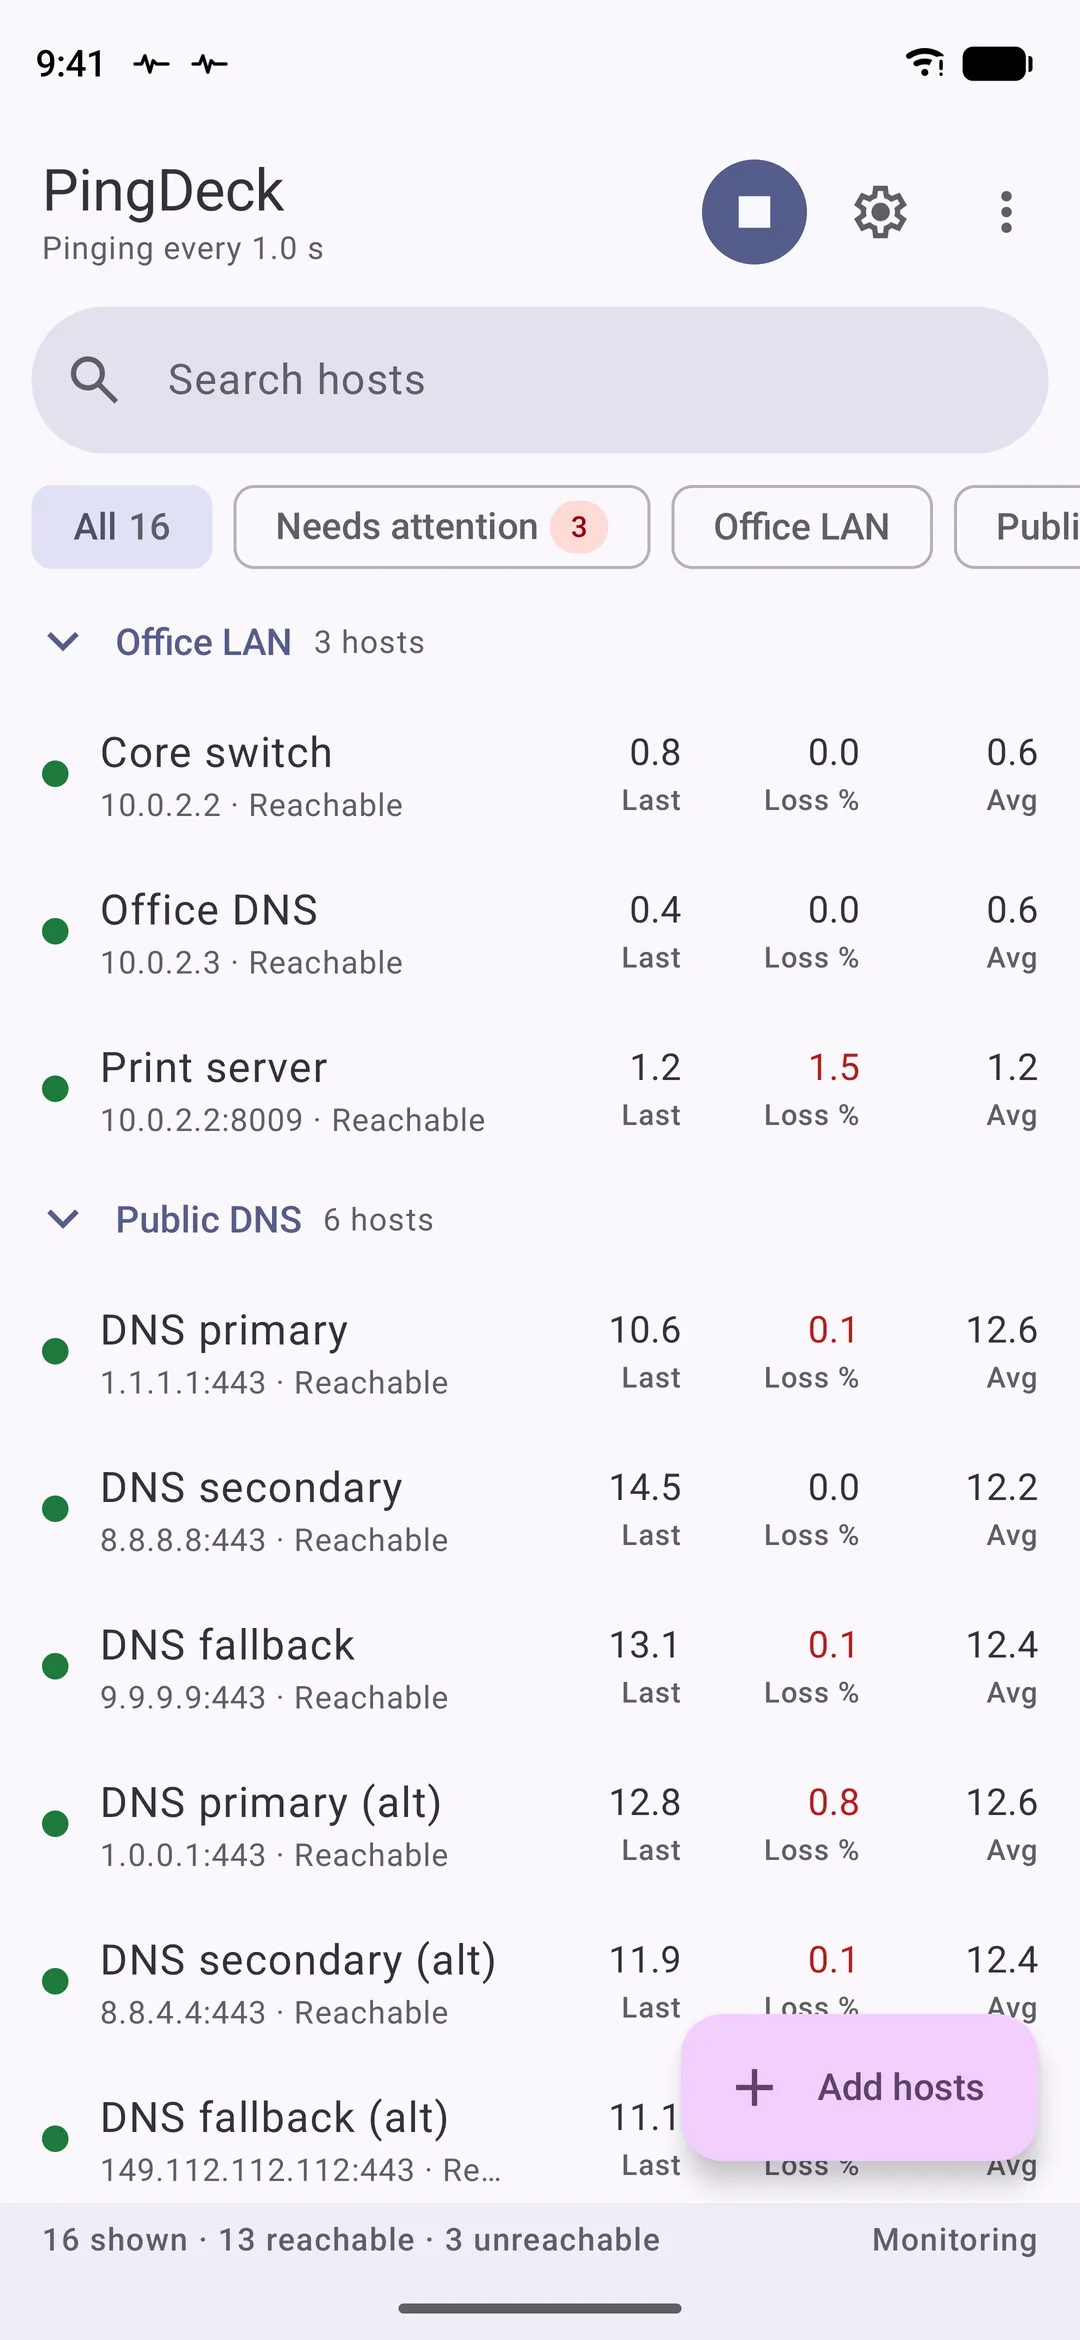 9:41
PingDeck
Pinging every 1.0 s
Search hosts
All 16
Needs attention 3
Office LAN
Publi
Office LAN 3 hosts
Core switch 0.8 0.0 0.6
10.0.2.2 · Reachable Last Loss % Avg
Office DNS 0.4 0.0 0.6
10.0.2.3 · Reachable Last Loss % Avg
Print server 1.2 1.5 1.2
10.0.2.2:8009 · Reachable Last Loss % Avg
Public DNS 6 hosts
DNS primary 10.6 0.1 12.6
1.1.1.1:443 · Reachable Last Loss % Avg
DNS secondary 14.5 0.0 12.2
8.8.8.8:443 · Reachable Last Loss % Avg
DNS fallback 13.1 0.1 12.4
9.9.9.9:443 · Reachable Last Loss % Avg
DNS primary (alt) 12.8 0.8 12.6
1.0.0.1:443 · Reachable Last Loss % Avg
DNS secondary (alt) 11.9 0.1 12.4
8.8.4.4:443 · Reachable Last Loss % Avg
Add hosts
DNS fallback (alt) 11.1
149.112.112.112:443 · Re… Last Loss % Avg
16 shown · 13 reachable · 3 unreachable Monitoring